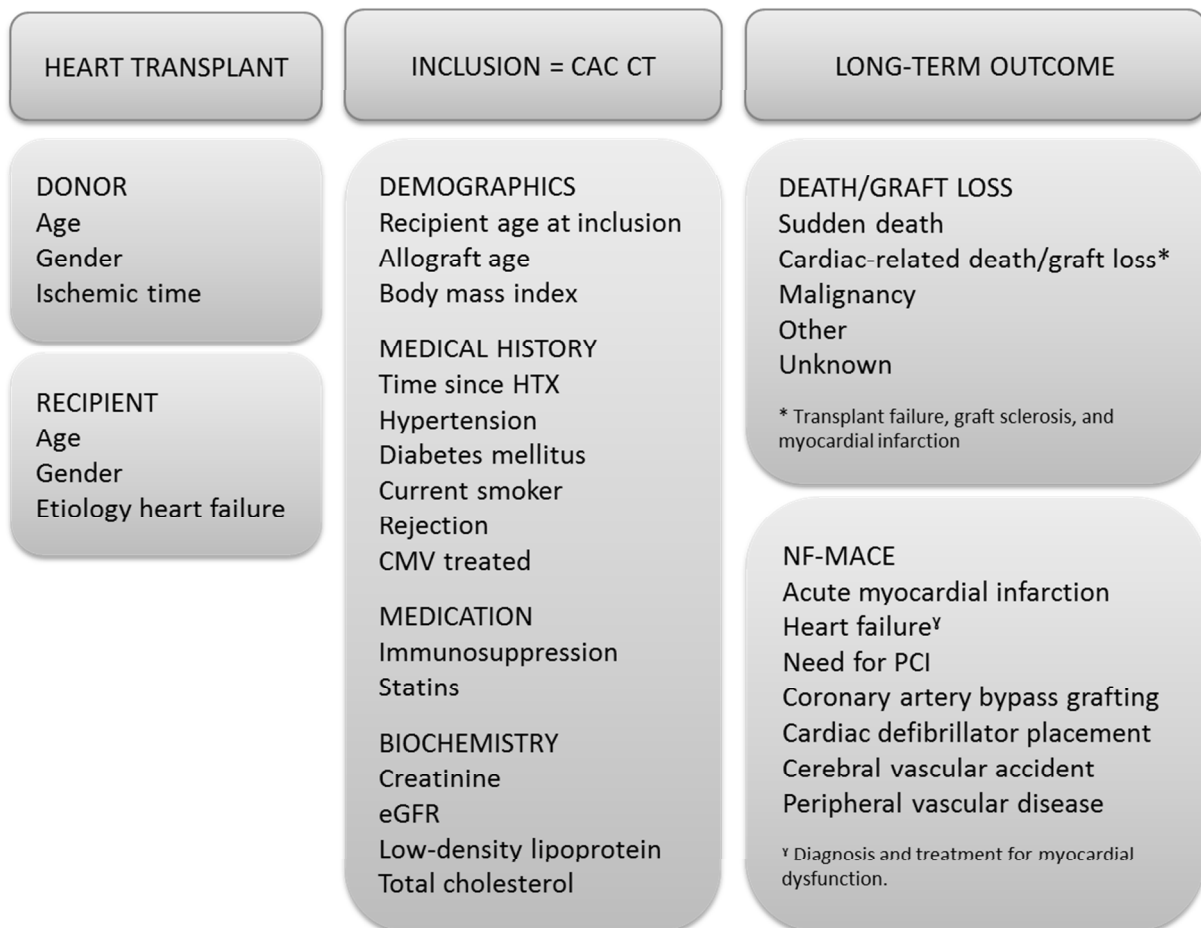 HEART TRANSPLANT
DONOR
Age
Gender
Ischemic time
RECIPIENT
Age
Gender
Etiology heart failure
INCLUSION = CAC CT
DEMOGRAPHICS
Recipient age at inclusion
Allograft age
Body mass index
MEDICAL HISTORY
Time since HTX
Hypertension
Diabetes mellitus
Current smoker
Rejection
CMV treated
MEDICATION
Immunosuppression
Statins
BIOCHEMISTRY
Creatinine
eGFR
Low-density lipoprotein
Total cholesterol
LONG-TERM OUTCOME
DEATH/GRAFT LOSS
Sudden death
Cardiac-related death/graft loss*
Malignancy
Other
Unknown
* Transplant failure, graft sclerosis, and
myocardial infarction
NF-MACE
Acute myocardial infarction
Heart failureˠ
Need for PCI
Coronary artery bypass grafting
Cardiac defibrillator placement
Cerebral vascular accident
Peripheral vascular disease
ˠ Diagnosis and treatment for myocardial
dysfunction.